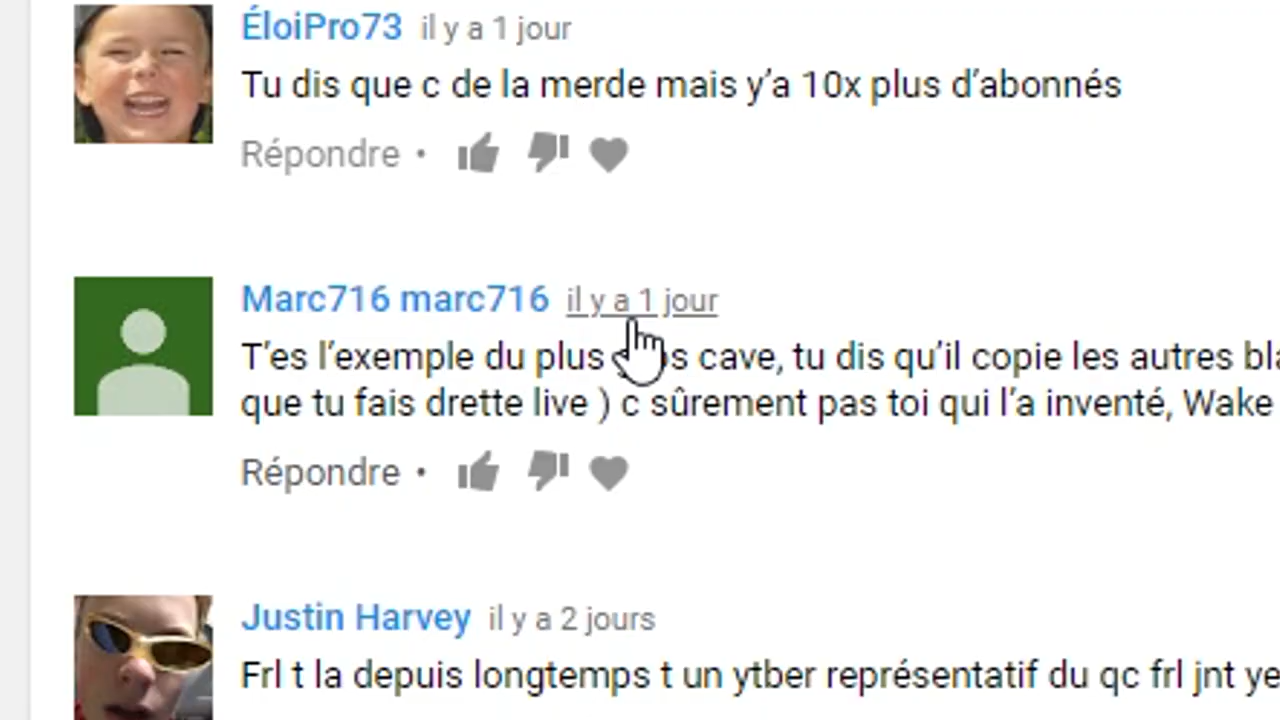 ÉloiPro73 il y a 1 jour
Tu dis que c de la merde mais y'a 10x plus d'abonnés
Répondre •
Marc716 marc716 il y a 1 jour
T'es l'exemple du plus cave, tu dis qu'il copie les autres
que tu fais drette live ) c sûrement pas toi qui l'a inventé, Wake
Répondre •
Justin Harvey il y a 2 jours
Frl t la depuis longtemps t un ytber représentatif du qc frl jnt